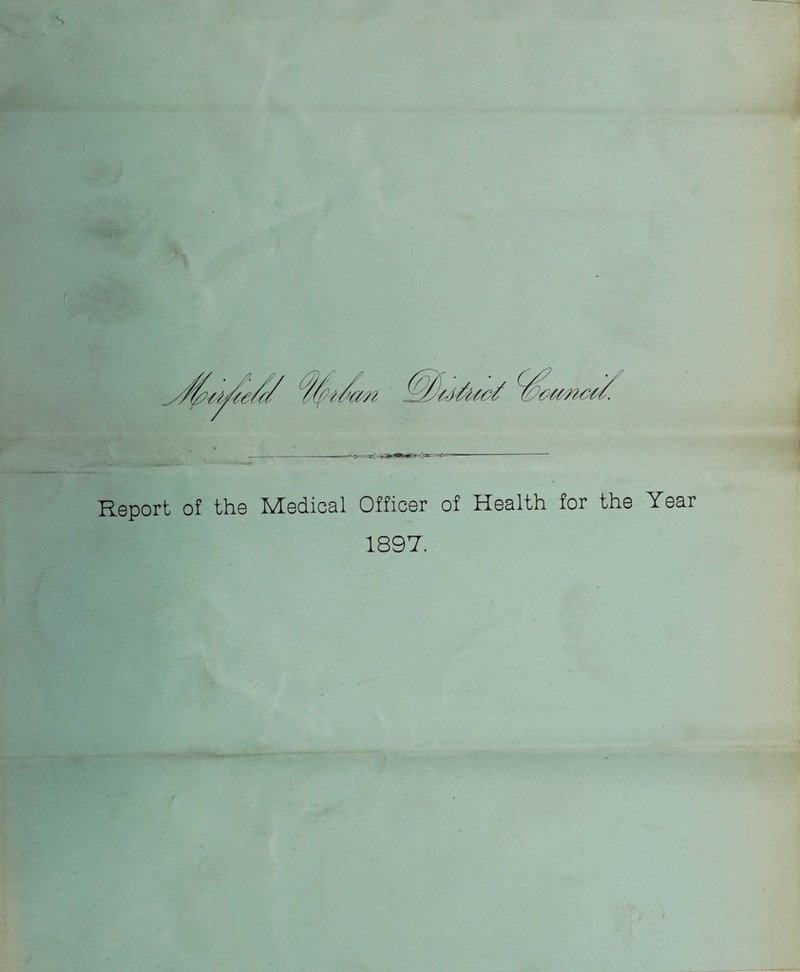 Mirfield Urban District Council.
Report of the Medical Officer of Health for the Year
1897.